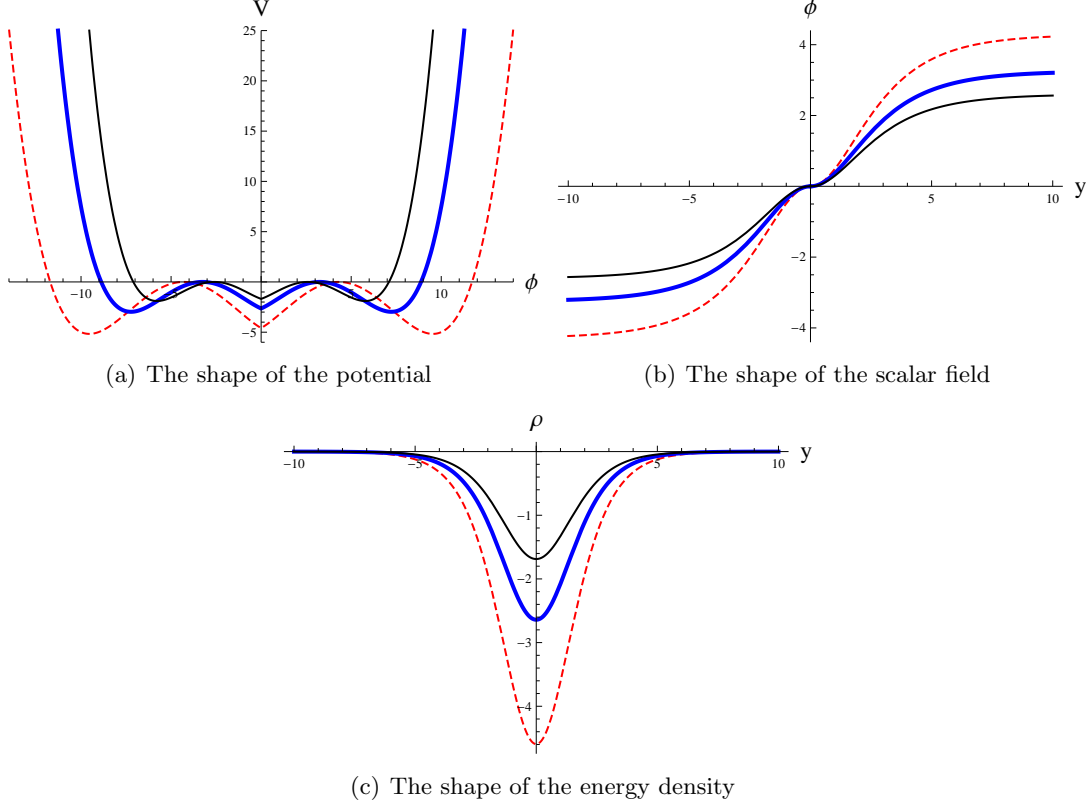 V
25
20
15
10
5
−5
−10
−5
5
10
ϕ
(a) The shape of the potential
ϕ
4
2
−2
−4
−10
−5
5
10
y
(b) The shape of the scalar field
ρ
−10
−5
5
10
y
−1
−2
−3
−4
(c) The shape of the energy density